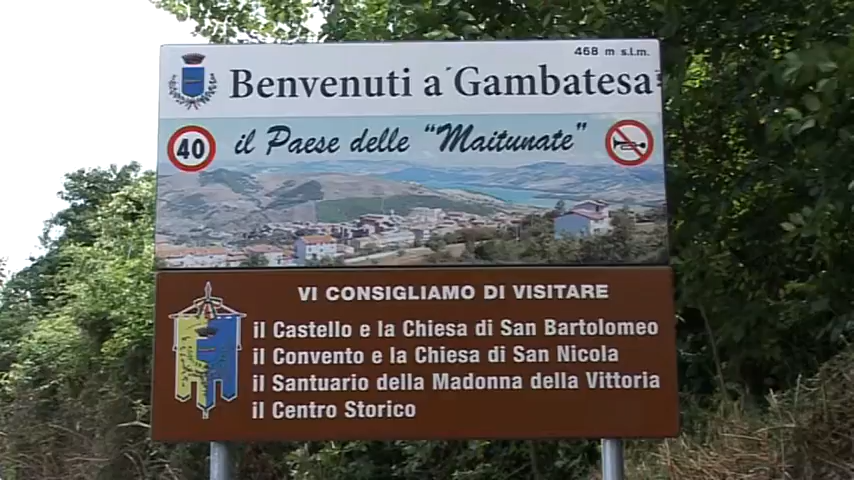 468 m s.l.m.
Benvenuti a´Gambatesa
40
il Paese delle "Maitunate"
VI CONSIGLIAMO DI VISITARE
il Castello e la Chiesa di San Bartolomeo
il Convento e la Chiesa di San Nicola
il Santuario della Madonna della Vittoria
il Centro Storico